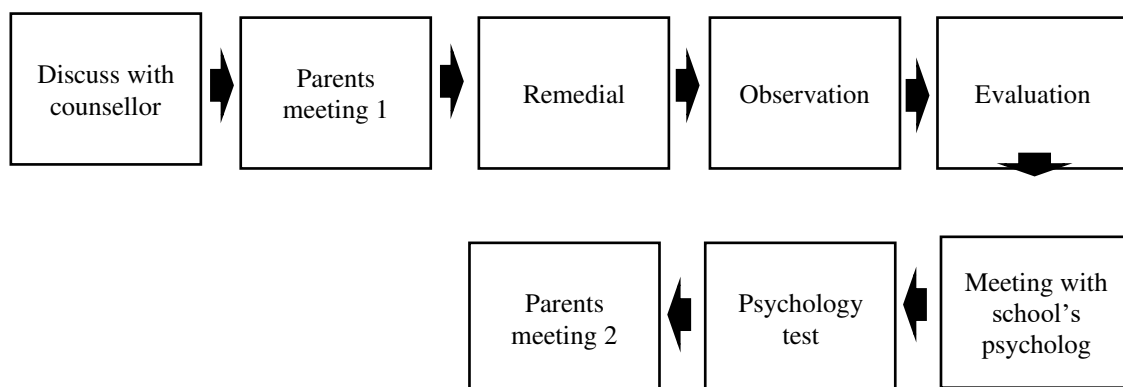 Discuss with
counsellor
Parents
meeting 1
Remedial
Observation
Evaluation
Parents
meeting 2
Psychology
test
Meeting with
school’s
psycholog